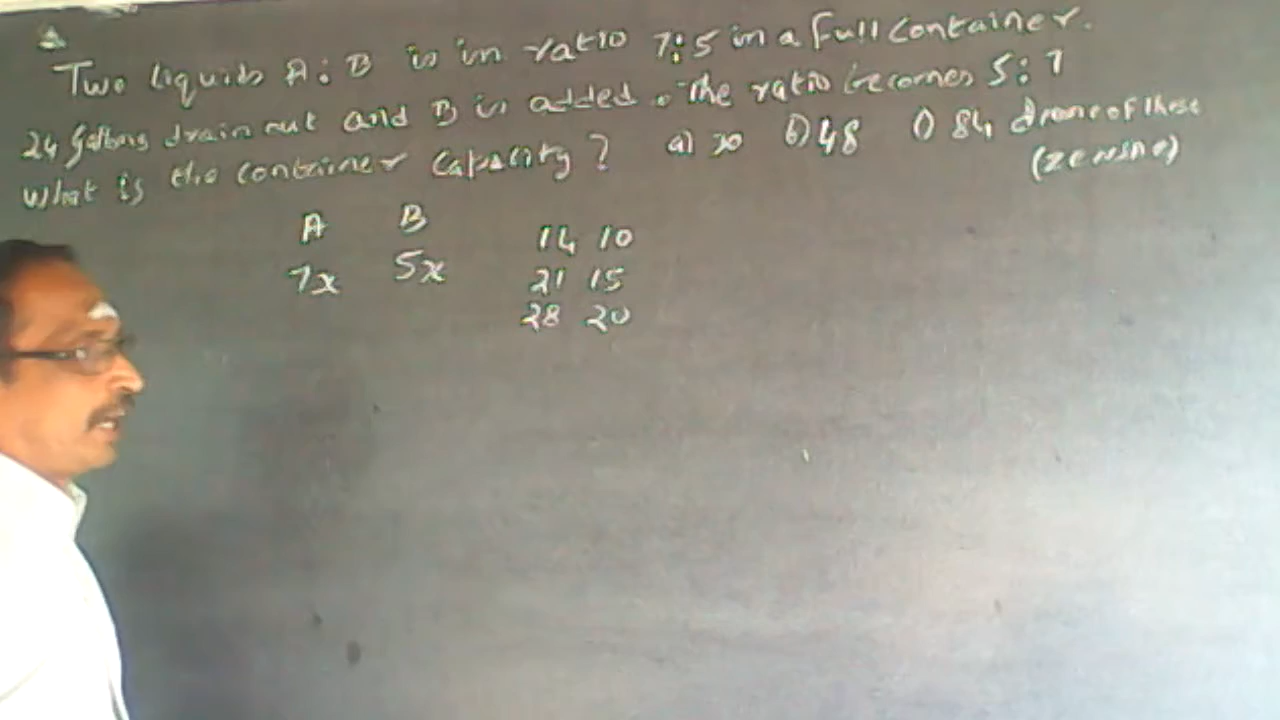 Two liquids A : B is in ratio 7:5 in a full container.
24 gallons drain out and B is added. The ratio becomes 5:7
What is the container capacity? a) 30 b) 48 c) 84 d) none of these
A B 14 10
7x 5x 21 15
28 20